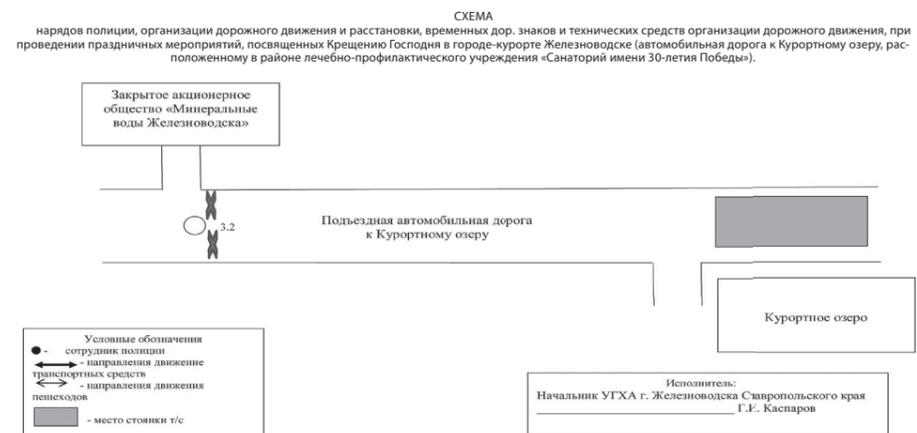 СХЕМА
нарядов полиции, организации дорожного движения и расстановки, временных дор. знаков и технических средств организации дорожного движения, при
проведении праздничных мероприятий, посвященных Крещению Господня в городе-курорте Железноводске (автомобильная дорога к Курортному озеру, рас-
положенному в районе лечебно-профилактического учреждения «Санаторий имени 30-летия Победы»).
Закрытое акционерное
общество «Минеральные
воды Железноводска»
3.2
Подъездная автомобильная дорога
к Курортному озеру
Курортное озеро
Условные обозначения
- сотрудник полиции
- направления движение
транспортных средств
- направления движения
пешеходов
- место стоянки т/с
Исполнитель:
Начальник УГХА г. Железноводска Ставропольского края
Г.И. Каспаров